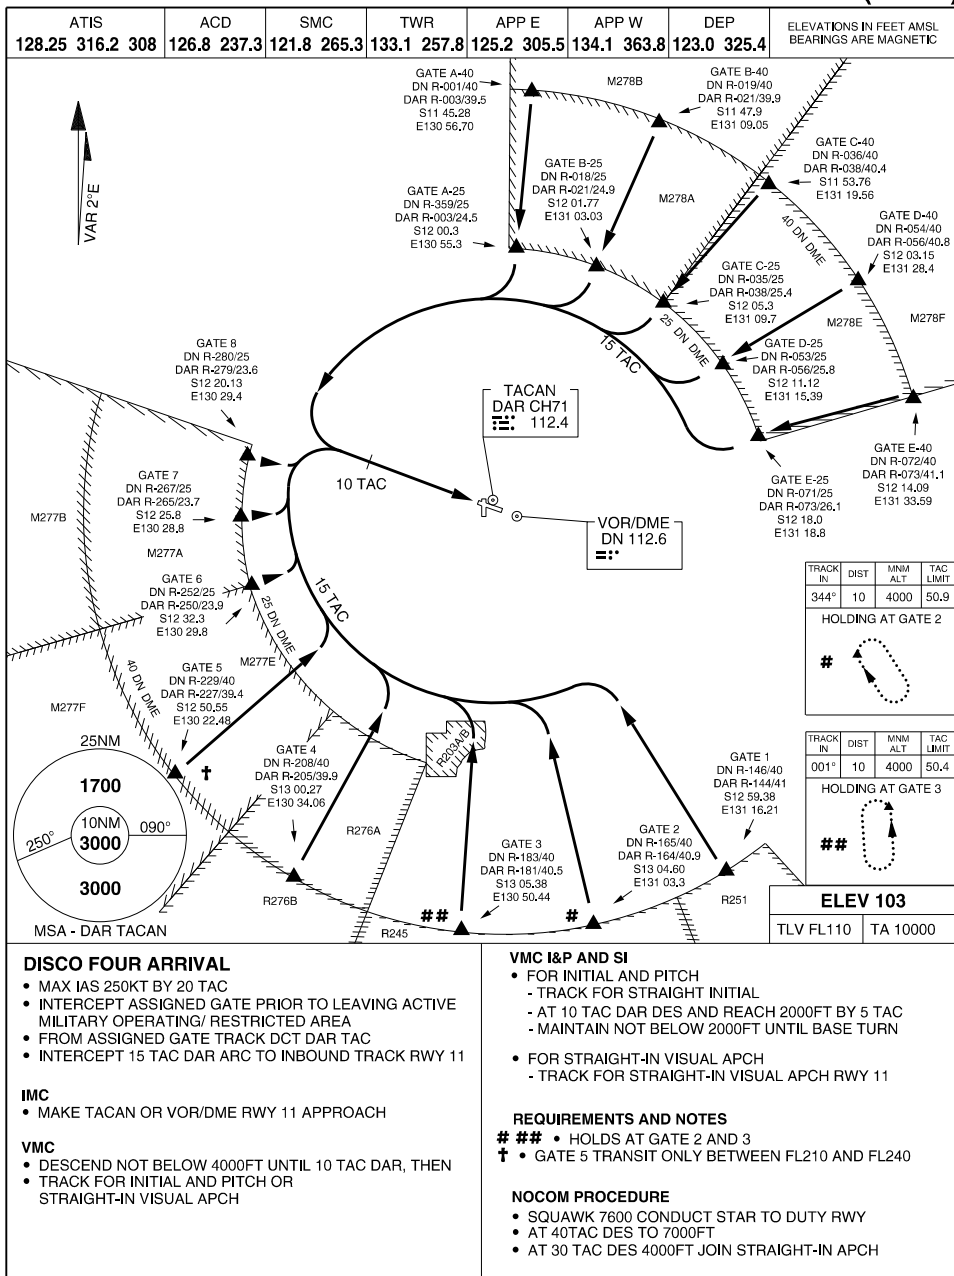 ATIS
128.25 316.2 308
ACD
126.8 237.3
SMC
121.8 265.3
TWR
133.1 257.8
APP E
125.2 305.5
APP W
134.1 363.8
DEP
123.0 325.4
ELEVATIONS IN FEET AMSL
BEARINGS ARE MAGNETIC
VAR 2°E
GATE A-40
DN R-001/40
DAR R-003/39.5
S11 45.28
E130 56.70
M278B
GATE B-40
DN R-019/40
DAR R-021/39.9
S11 47.9
E131 09.05
GATE C-40
DN R-036/40
DAR R-038/40.4
S11 53.76
E131 19.56
GATE B-25
DN R-018/25
DAR R-021/24.9
S12 01.77
E131 03.03
M278A
GATE A-25
DN R-359/25
DAR R-003/24.5
S12 00.3
E130 55.3
GATE D-40
DN R-054/40
DAR R-056/40.8
S12 03.15
E131 28.4
40 DN DME
GATE C-25
DN R-035/25
DAR R-038/25.4
S12 05.3
E131 09.7
M278E
M278F
25 DN DME
15 TAC
GATE D-25
DN R-053/25
DAR R-056/25.8
S12 11.12
E131 15.39
GATE 8
DN R-280/25
DAR R-279/23.6
S12 20.13
E130 29.4
TACAN
DAR CH71
112.4
GATE E-40
DN R-072/40
DAR R-073/41.1
S12 14.09
E131 33.59
GATE E-25
DN R-071/25
DAR R-073/26.1
S12 18.0
E131 18.8
10 TAC
GATE 7
DN R-267/25
DAR R-265/23.7
S12 25.8
E130 28.8
M277B
M277A
VOR/DME
DN 112.6
GATE 6
DN R-252/25
DAR R-250/23.9
S12 32.3
E130 29.8
15 TAC
25 DN DME
TRACK IN
DIST
MNM ALT
TAC LIMIT
344°
10
4000
50.9
HOLDING AT GATE 2
#
M277E
40 DN DME
GATE 5
DN R-229/40
DAR R-227/39.4
S12 50.55
E130 22.48
M277F
†
R203A/B
TRACK IN
DIST
MNM ALT
TAC LIMIT
001°
10
4000
50.4
HOLDING AT GATE 3
##
25NM
1700
10NM
3000
250°
090°
3000
MSA - DAR TACAN
GATE 4
DN R-208/40
DAR R-205/39.9
S13 00.27
E130 34.06
GATE 1
DN R-146/40
DAR R-144/41
S12 59.38
E131 16.21
R276A
R276B
GATE 3
DN R-183/40
DAR R-181/40.5
S13 05.38
E130 50.44
GATE 2
DN R-165/40
DAR R-164/40.9
S13 04.60
E131 03.3
R251
R245
##
#
ELEV 103
TLV FL110
TA 10000
DISCO FOUR ARRIVAL
• MAX IAS 250KT BY 20 TAC
• INTERCEPT ASSIGNED GATE PRIOR TO LEAVING ACTIVE
MILITARY OPERATING/ RESTRICTED AREA
• FROM ASSIGNED GATE TRACK DCT DAR TAC
• INTERCEPT 15 TAC DAR ARC TO INBOUND TRACK RWY 11
IMC
• MAKE TACAN OR VOR/DME RWY 11 APPROACH
VMC
• DESCEND NOT BELOW 4000FT UNTIL 10 TAC DAR, THEN
• TRACK FOR INITIAL AND PITCH OR
STRAIGHT-IN VISUAL APCH
VMC I&P AND SI
• FOR INITIAL AND PITCH
- TRACK FOR STRAIGHT INITIAL
- AT 10 TAC DAR DES AND REACH 2000FT BY 5 TAC
- MAINTAIN NOT BELOW 2000FT UNTIL BASE TURN
• FOR STRAIGHT-IN VISUAL APCH
- TRACK FOR STRAIGHT-IN VISUAL APCH RWY 11
REQUIREMENTS AND NOTES
# ## • HOLDS AT GATE 2 AND 3
† • GATE 5 TRANSIT ONLY BETWEEN FL210 AND FL240
NOCOM PROCEDURE
• SQUAWK 7600 CONDUCT STAR TO DUTY RWY
• AT 40TAC DES TO 7000FT
• AT 30 TAC DES 4000FT JOIN STRAIGHT-IN APCH